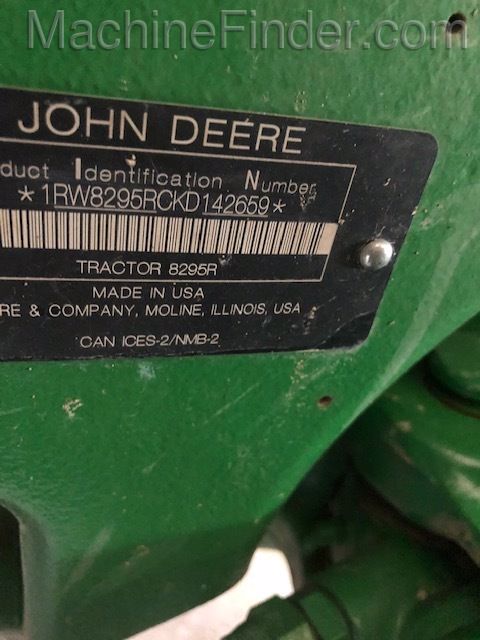 MachineFinder.com
JOHN DEERE
duct Identification Number
*1RW8295RCKD142659*
TRACTOR 8295R
MADE IN USA
RE & COMPANY, MOLINE, ILLINOIS, USA
CAN ICES-2/NMB-2